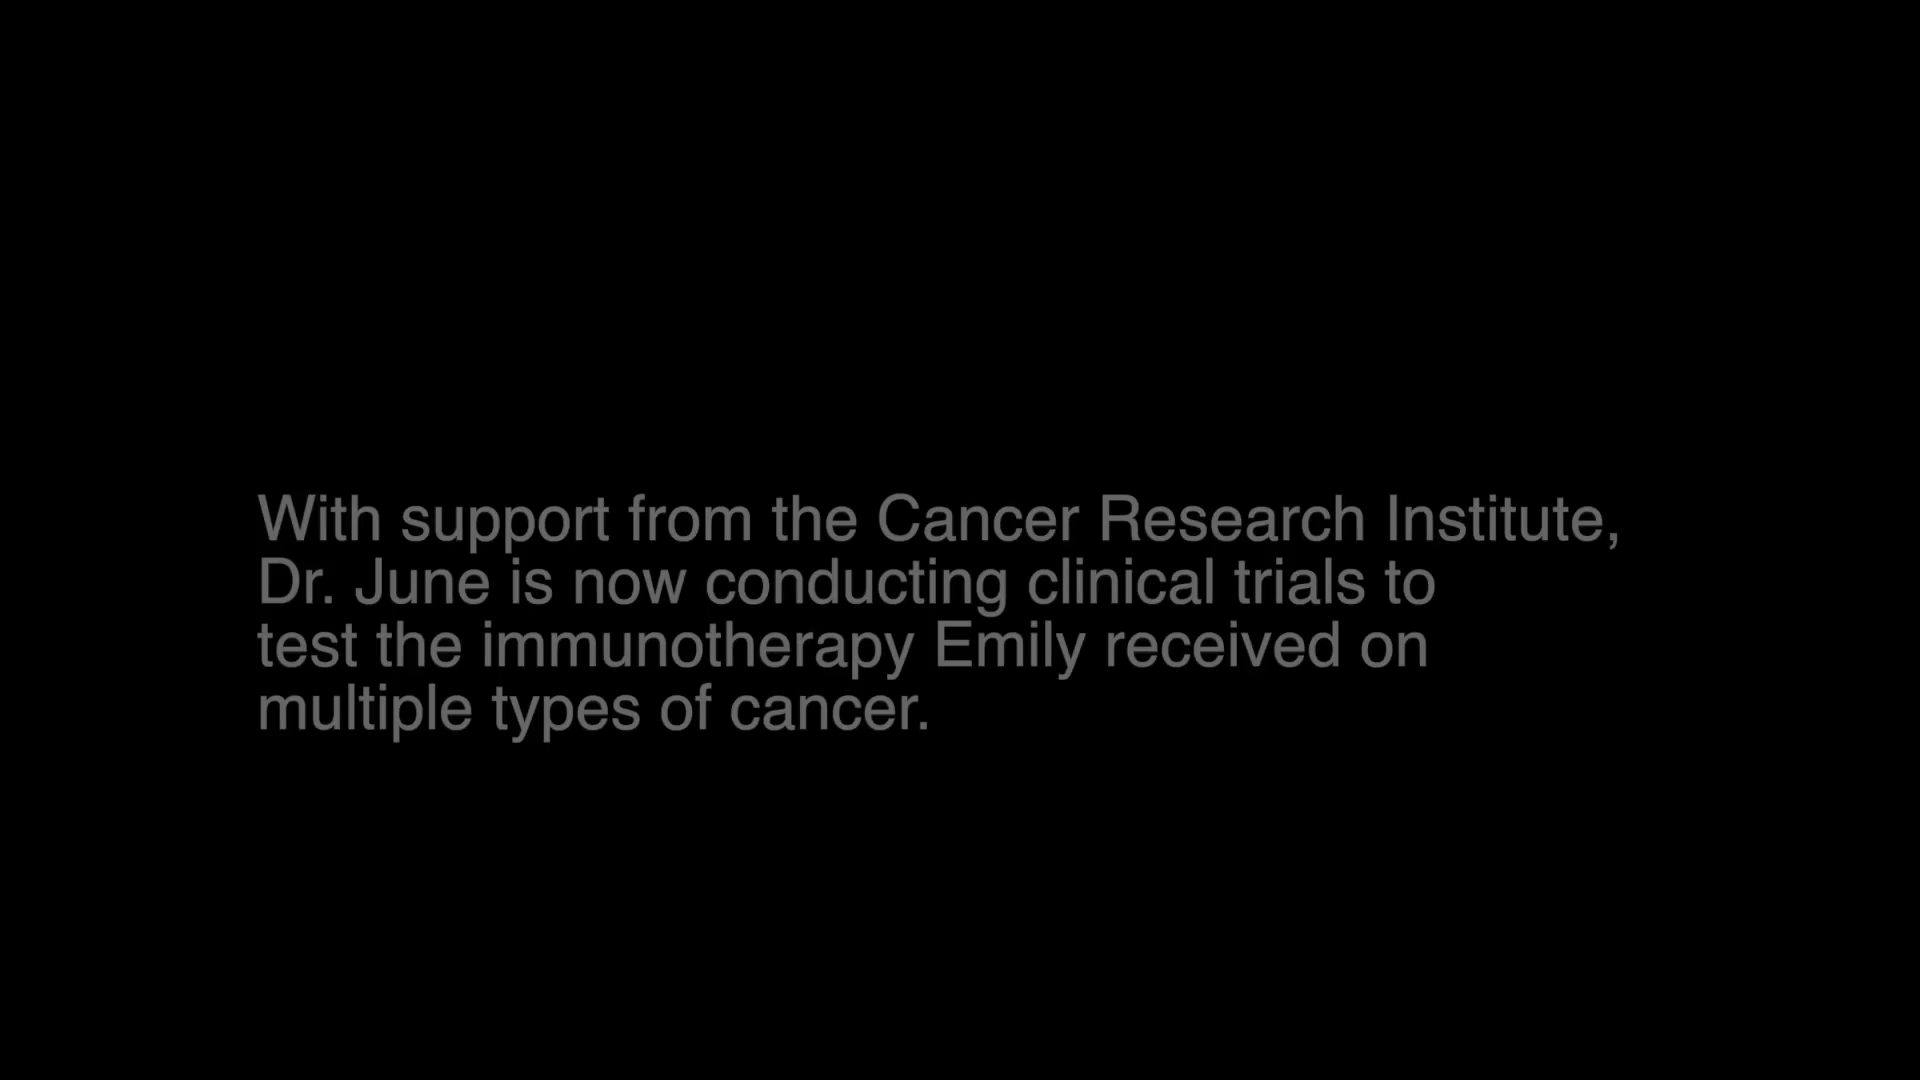 With support from the Cancer Research Institute,
Dr. June is now conducting clinical trials to
test the immunotherapy Emily received on
multiple types of cancer.